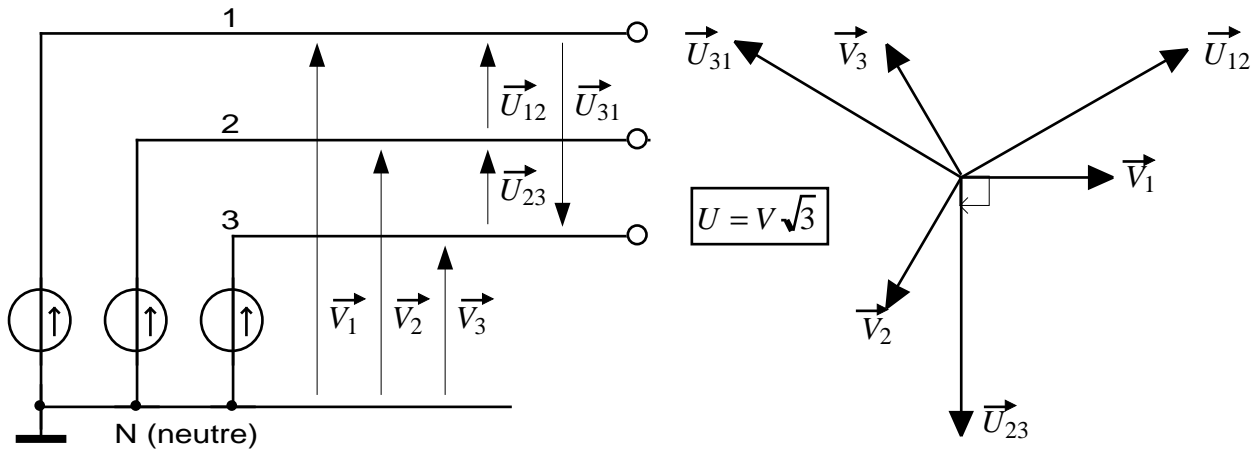 1
2
3
U₁₂
U₃₁
U₂₃
V₁
V₂
V₃
N (neutre)
U₃₁
V₃
U₁₂
V₁
U = V√3
V₂
U₂₃